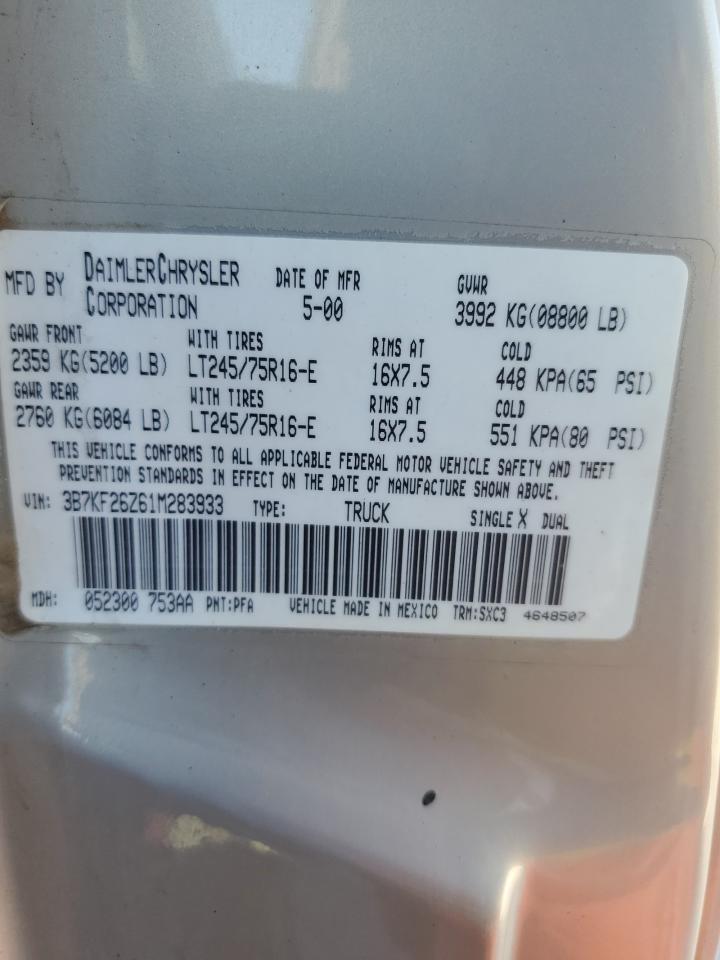 MFD BY DAIMLERCHRYSLER CORPORATION DATE OF MFR 5-00 GVWR 3992 KG(08800 LB)
GAWR FRONT WITH TIRES RIMS AT COLD
2359 KG(5200 LB) LT245/75R16-E 16X7.5 448 KPA(65 PSI)
GAWR REAR WITH TIRES RIMS AT COLD
2760 KG(6084 LB) LT245/75R16-E 16X7.5 551 KPA(80 PSI)
THIS VEHICLE CONFORMS TO ALL APPLICABLE FEDERAL MOTOR VEHICLE SAFETY AND THEFT
PREVENTION STANDARDS IN EFFECT ON THE DATE OF MANUFACTURE SHOWN ABOVE.
VIN: 3B7KF26Z61M283933 TYPE: TRUCK SINGLE X DUAL
MDH: 052300 753AA PNT:PFA VEHICLE MADE IN MEXICO TRM:SXC3 4648507